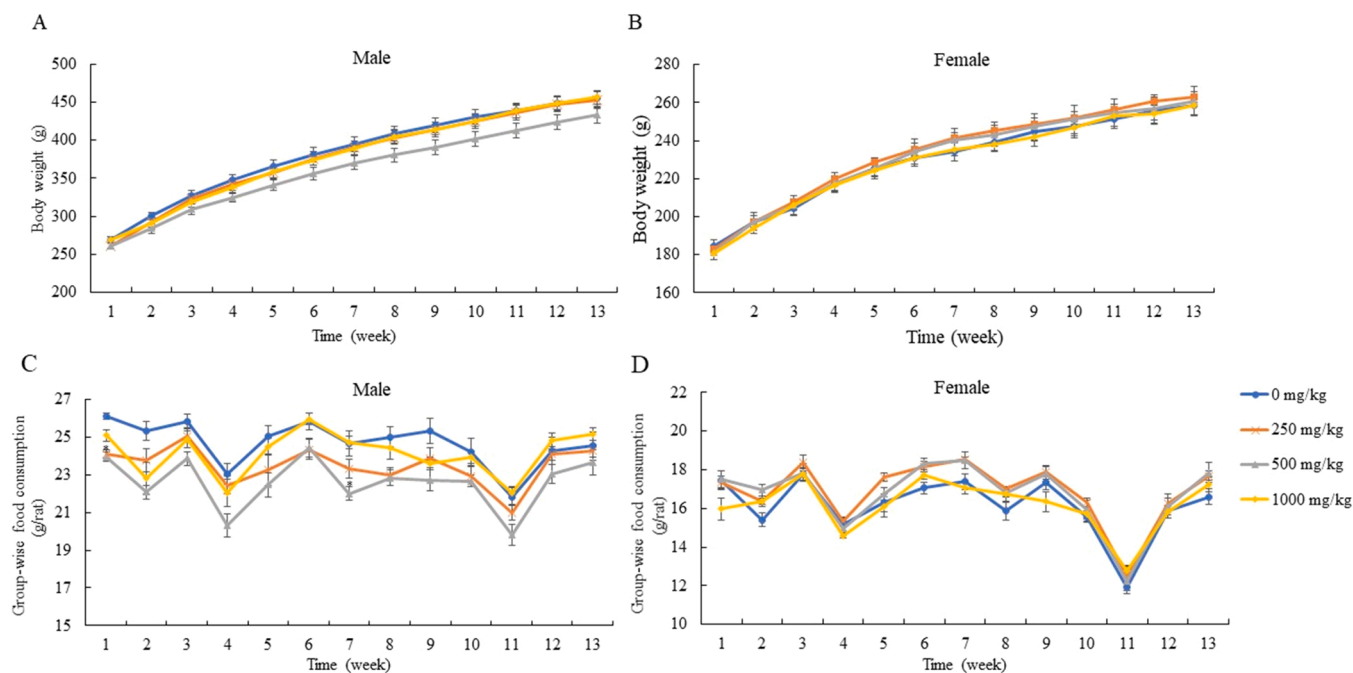 A
Male
Body weight (g)
500
450
400
350
300
250
200
1 2 3 4 5 6 7 8 9 10 11 12 13
Time (week)
B
Female
Body weight (g)
280
260
240
220
200
180
160
1 2 3 4 5 6 7 8 9 10 11 12 13
Time (week)
C
Male
Group-wise food consumption
(g/rat)
27
25
23
21
19
17
15
1 2 3 4 5 6 7 8 9 10 11 12 13
Time (week)
D
Female
Group-wise food consumption
(g/rat)
22
20
18
16
14
12
10
1 2 3 4 5 6 7 8 9 10 11 12 13
Time (week)
0 mg/kg
250 mg/kg
500 mg/kg
1000 mg/kg